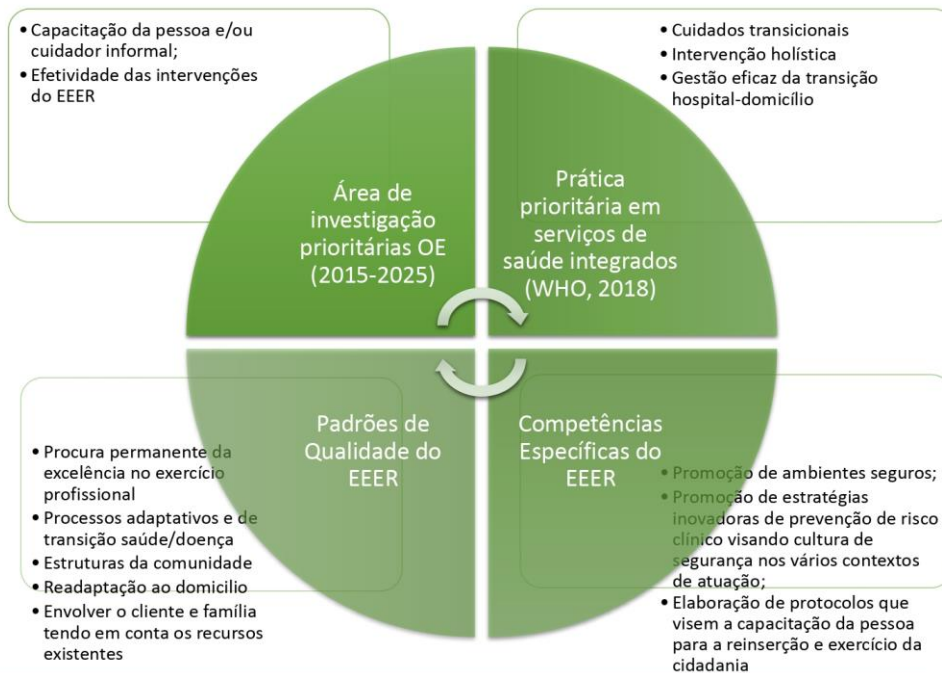 • Capacitação da pessoa e/ou
cuidador informal;
• Efetividade das intervenções
do EEER
• Cuidados transicionais
• Intervenção holística
• Gestão eficaz da transição
hospital-domicílio
Área de
investigação
prioritárias OE
(2015-2025)
Prática
prioritária em
serviços de
saúde integrados
(WHO, 2018)
Padrões de
Qualidade do
EEER
Competências
Específicas do
EEER
• Procura permanente da
excelência no exercício
profissional
• Processos adaptativos e de
transição saúde/doença
• Estruturas da comunidade
• Readaptação ao domicilio
• Envolver o cliente e família
tendo em conta os recursos
existentes
• Promoção de ambientes seguros;
• Promoção de estratégias
inovadoras de prevenção de risco
clínico visando cultura de
segurança nos vários contextos
de atuação;
• Elaboração de protocolos que
visem a capacitação da pessoa
para a reinserção e exercício da
cidadania